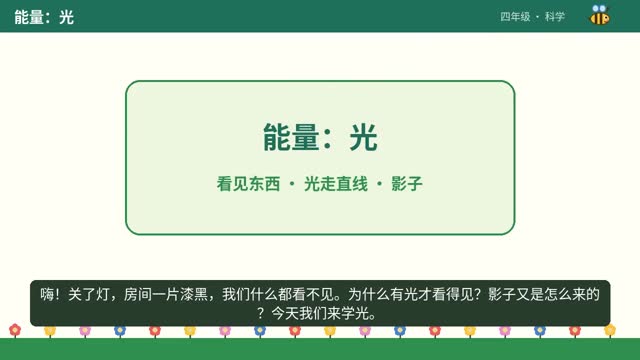 能量：光
四年级 · 科学
能量：光
看见东西 · 光走直线 · 影子
嗨！关了灯，房间一片漆黑，我们什么都看不见。为什么有光才看得见？影子又是怎么来的
？今天我们来学光。